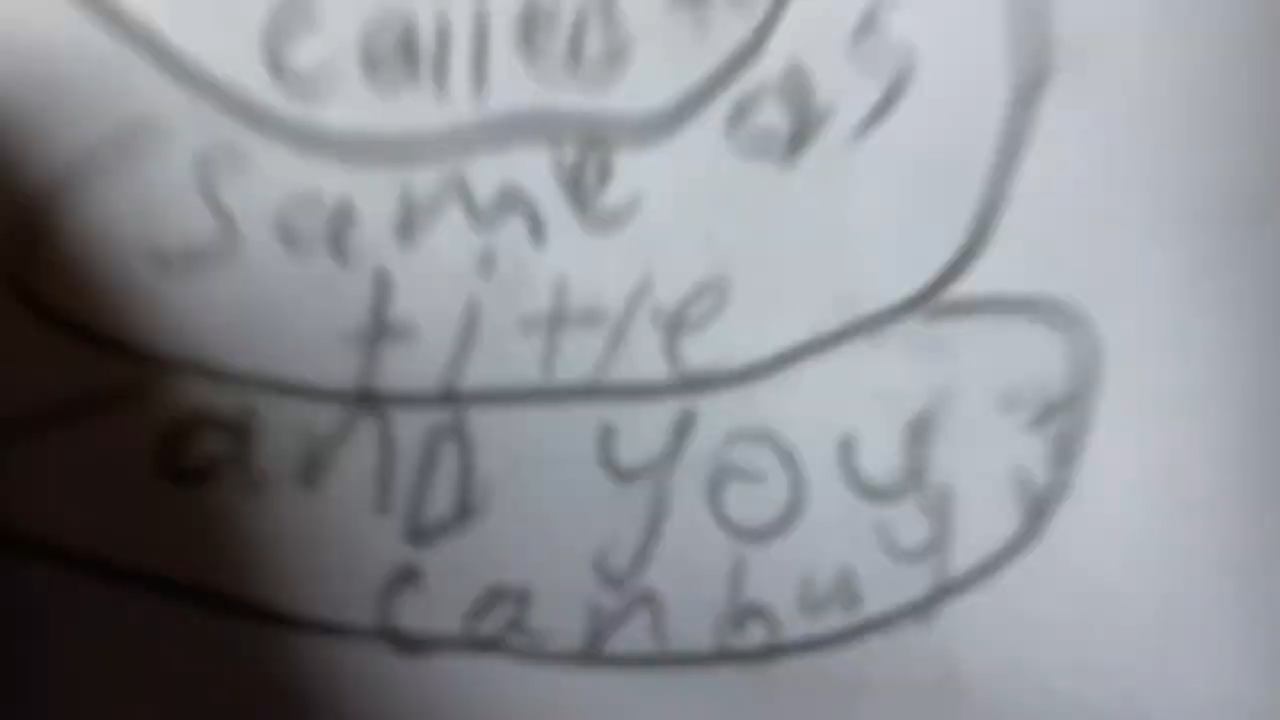 called
same as
title
and you
can buy